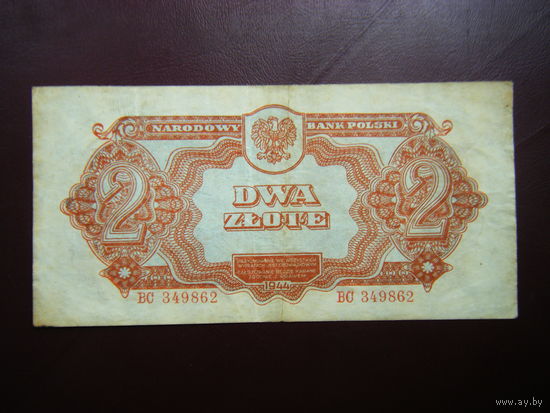 NARODOWY BANK POLSKI
2 DWA 2
ZŁOTE
1944
BC 349862 BC 349862
www.ay.by